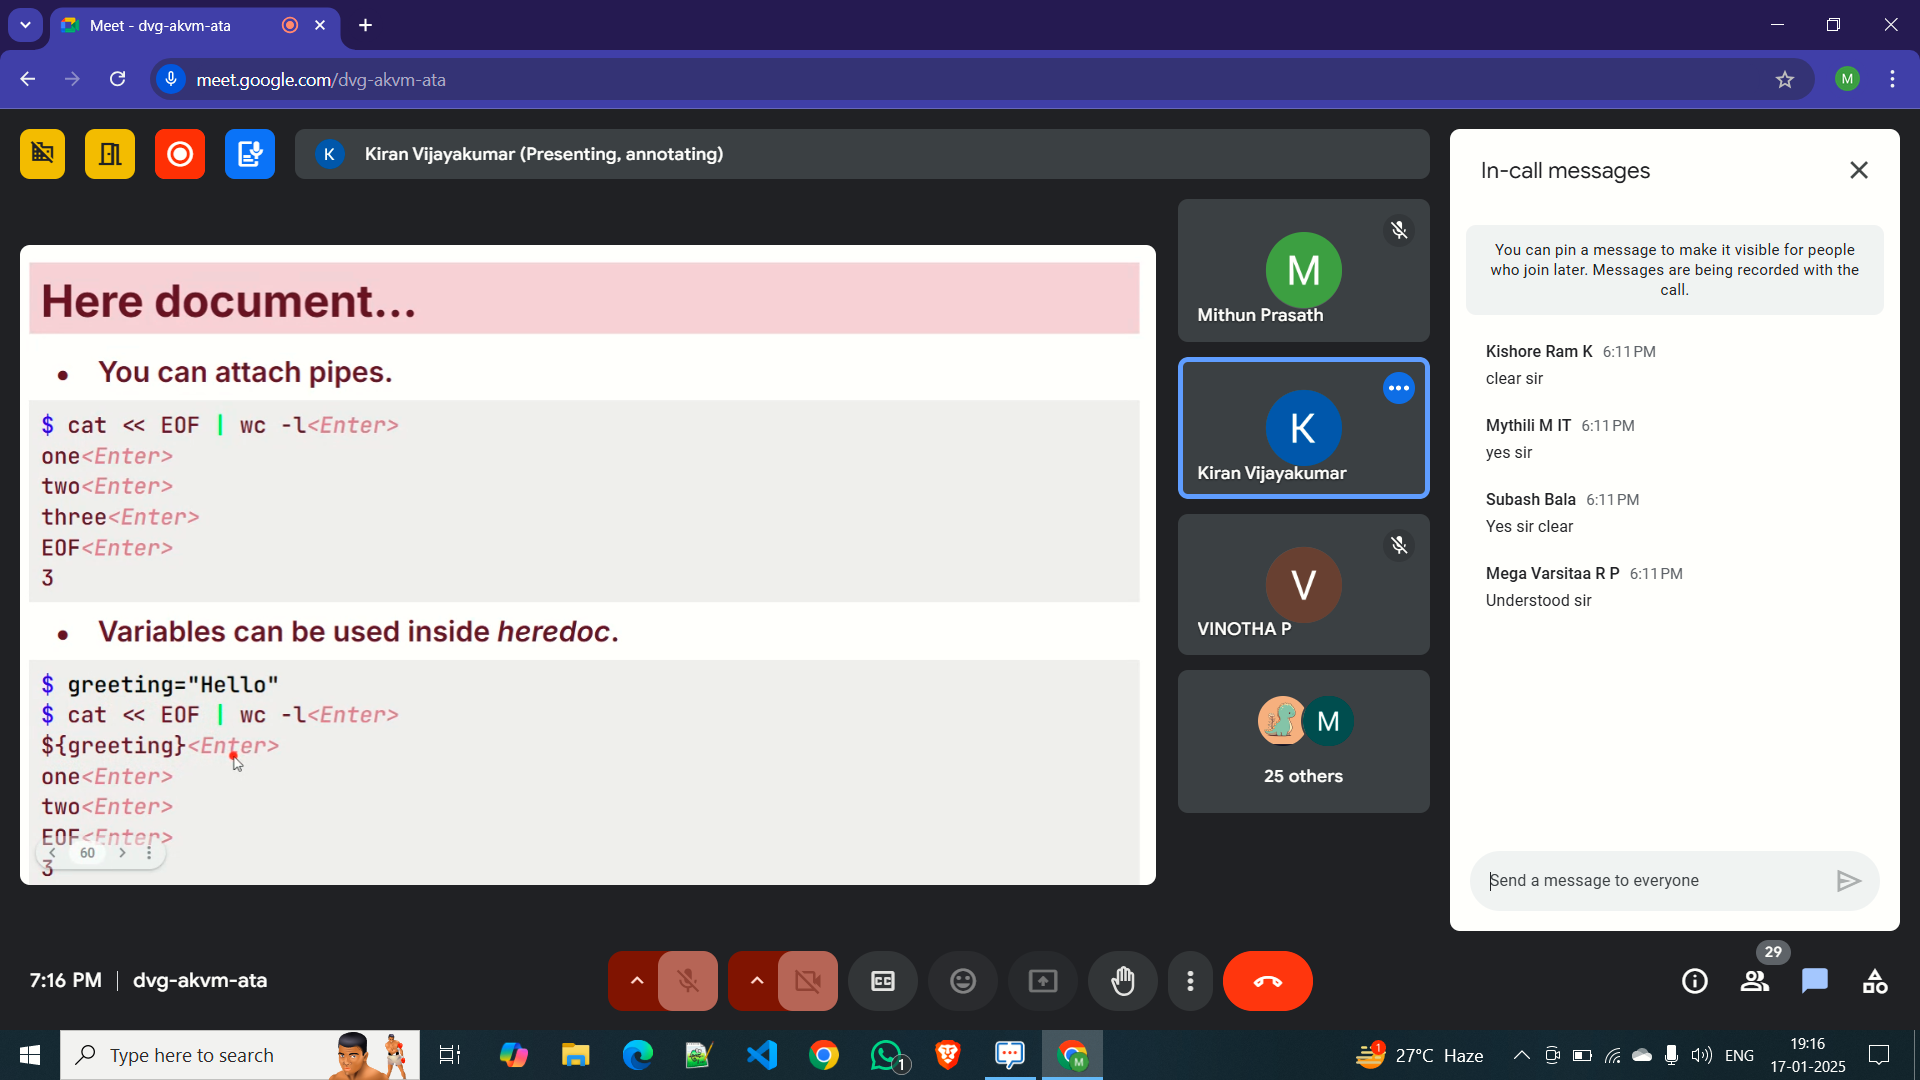 Meet - dvg-akvm-ata
meet.google.com/dvg-akvm-ata
M
K
Kiran Vijayakumar (Presenting, annotating)
Here document...
• You can attach pipes.
$ cat << EOF | wc -l<Enter>
one<Enter>
two<Enter>
three<Enter>
EOF<Enter>
3
• Variables can be used inside heredoc.
$ greeting="Hello"
$ cat << EOF | wc -l<Enter>
${greeting}<Enter>
one<Enter>
two<Enter>
EOF<Enter>
60
3
M
Mithun Prasath
K
Kiran Vijayakumar
V
VINOTHA P
M
25 others
In-call messages
You can pin a message to make it visible for people
who join later. Messages are being recorded with the
call.
Kishore Ram K 6:11 PM
clear sir
Mythili M IT 6:11 PM
yes sir
Subash Bala 6:11 PM
Yes sir clear
Mega Varsitaa R P 6:11 PM
Understood sir
Send a message to everyone
7:16 PM | dvg-akvm-ata
CC
29
Type here to search
1
M
1
27°C Haze
ENG
19:16
17-01-2025